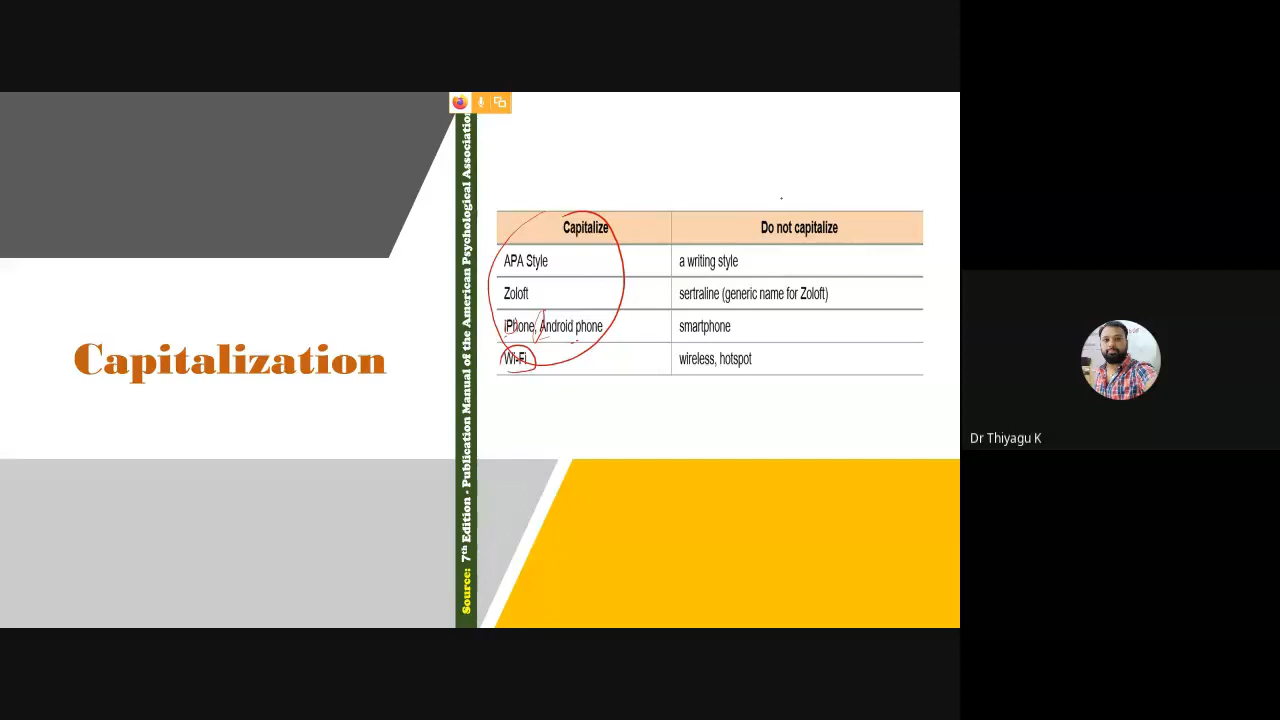 Capitalization
Source: 7th Edition - Publication Manual of the American Psychological Association
Capitalize Do not capitalize
APA Style a writing style
Zoloft sertraline (generic name for Zoloft)
iPhone, Android phone smartphone
Wi-Fi wireless, hotspot
Dr Thiyagu K